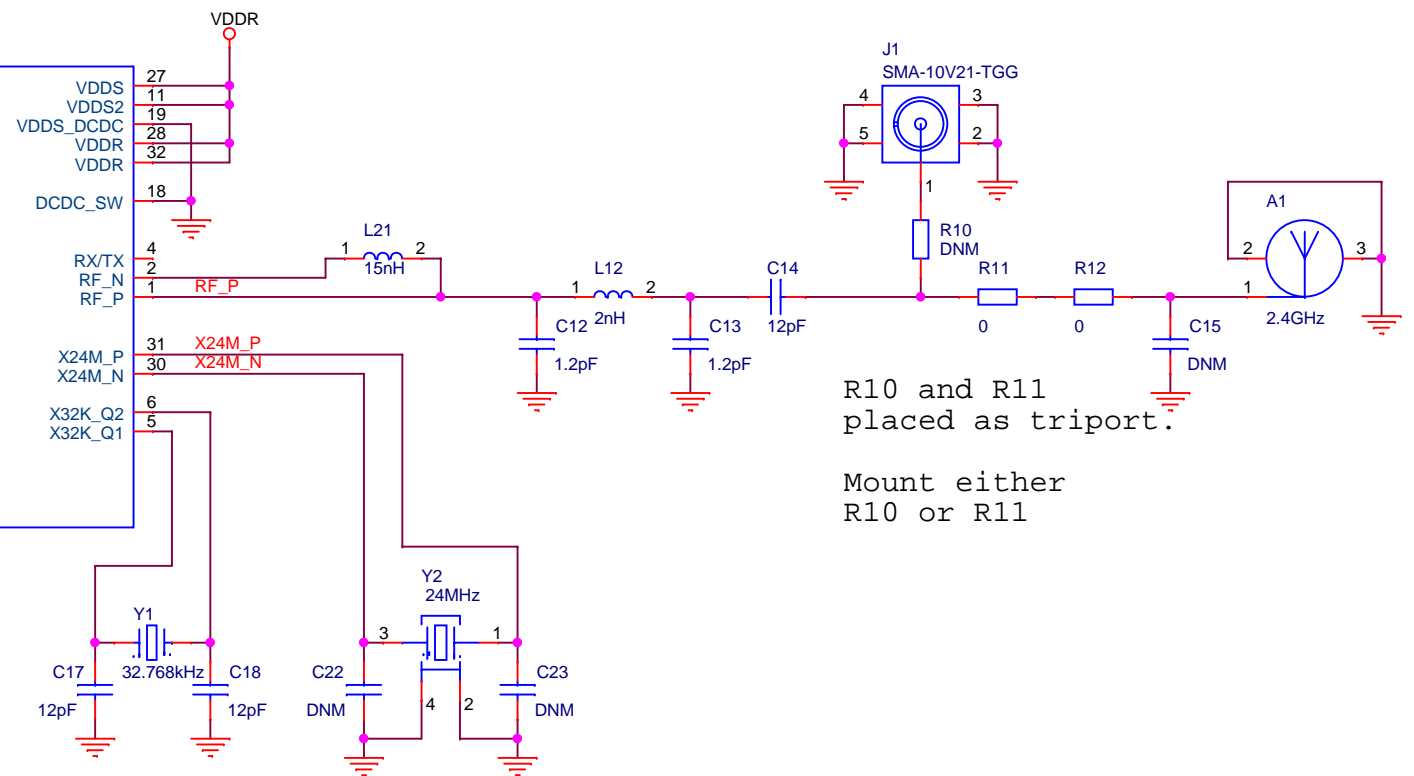 VDDR
VDDS 27
VDDS2 11
VDDS_DCDC 19
VDDR 28
VDDR 32
DCDC_SW 18
RX/TX 4
RF_N 2
RF_P 1 RF_P
X24M_P 31 X24M_P
X24M_N 30 X24M_N
X32K_Q2 6
X32K_Q1 5
L21
1 2
15nH
L12
1 2
2nH
C12
1.2pF
C13
1.2pF
C14
12pF
J1
SMA-10V21-TGG
4 3
5 2
1
R10
DNM
R11
0
R12
0
C15
DNM
A1
2 3
1
2.4GHz
R10 and R11
placed as triport.
Mount either
R10 or R11
Y1
32.768kHz
C17
12pF
C18
12pF
Y2
24MHz
3 1
4 2
C22
DNM
C23
DNM